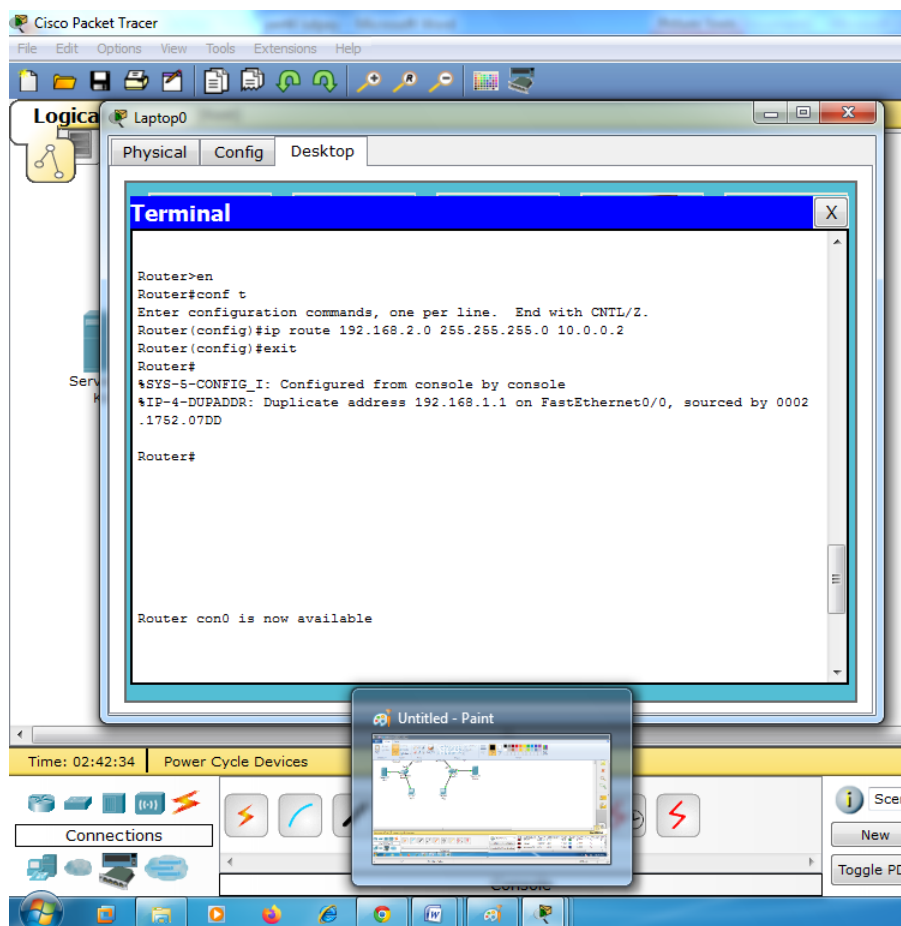 Cisco Packet Tracer
File Edit Options View Tools Extensions Help
Logica
Laptop0
Physical Config Desktop
Terminal
X
Router>en
Router#conf t
Enter configuration commands, one per line.  End with CNTL/Z.
Router(config)#ip route 192.168.2.0 255.255.255.0 10.0.0.2
Router(config)#exit
Router#
%SYS-5-CONFIG_I: Configured from console by console
%IP-4-DUPADDR: Duplicate address 192.168.1.1 on FastEthernet0/0, sourced by 0002
.1752.07DD
Router#
Router con0 is now available
Serv
Untitled - Paint
Time: 02:42:34 Power Cycle Devices
Connections
i Sce
New
Toggle PD
Console